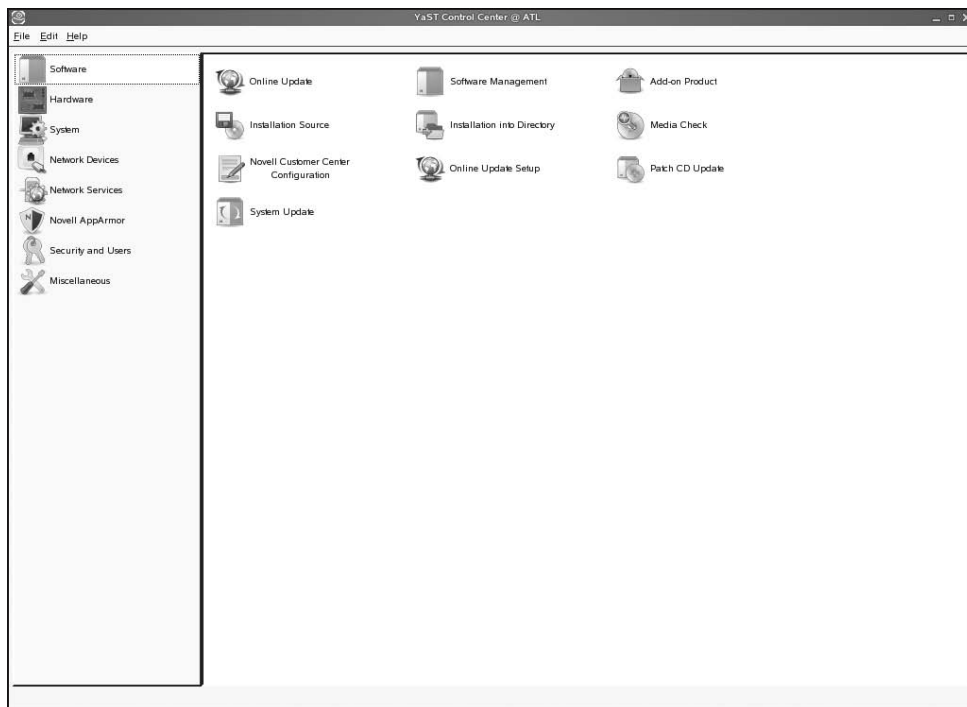 YaST Control Center @ ATL
File Edit Help
Software
Hardware
System
Network Devices
Network Services
Novell AppArmor
Security and Users
Miscellaneous
Online Update
Software Management
Add-on Product
Installation Source
Installation into Directory
Media Check
Novell Customer Center
Configuration
Online Update Setup
Patch CD Update
System Update